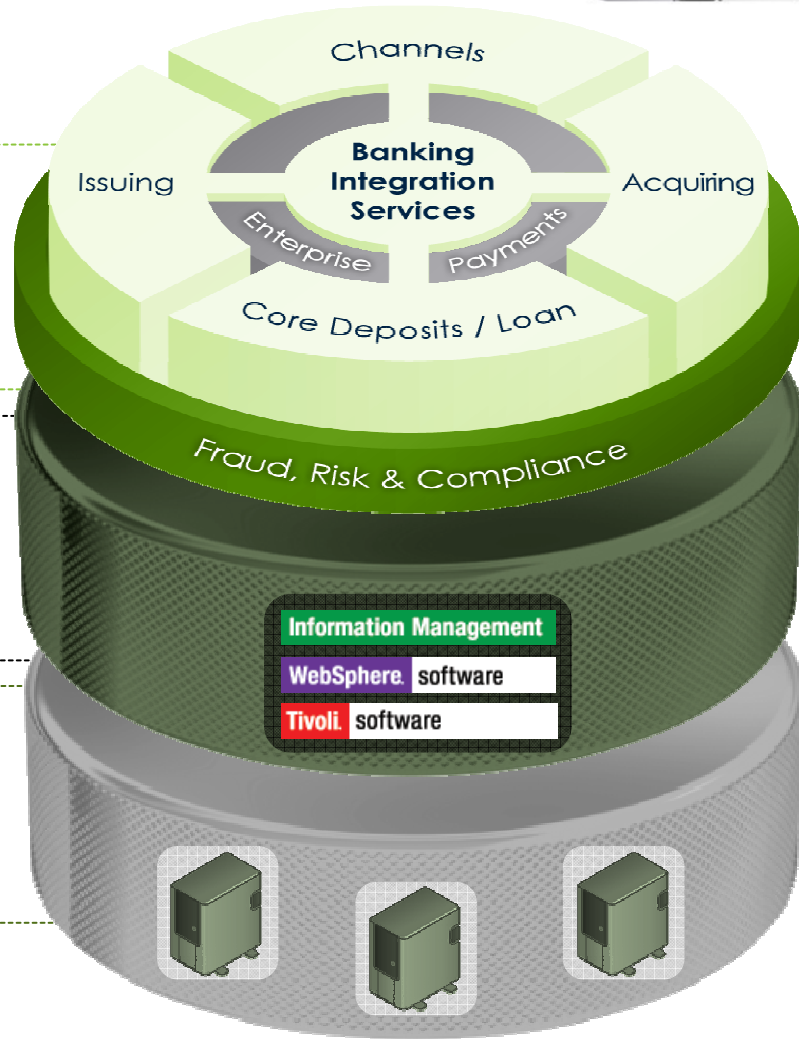 Channels
Banking
Integration
Services
Issuing
Acquiring
Enterprise
Payments
Core Deposits / Loan
Fraud, Risk & Compliance
Information Management
WebSphere. software
Tivoli. software